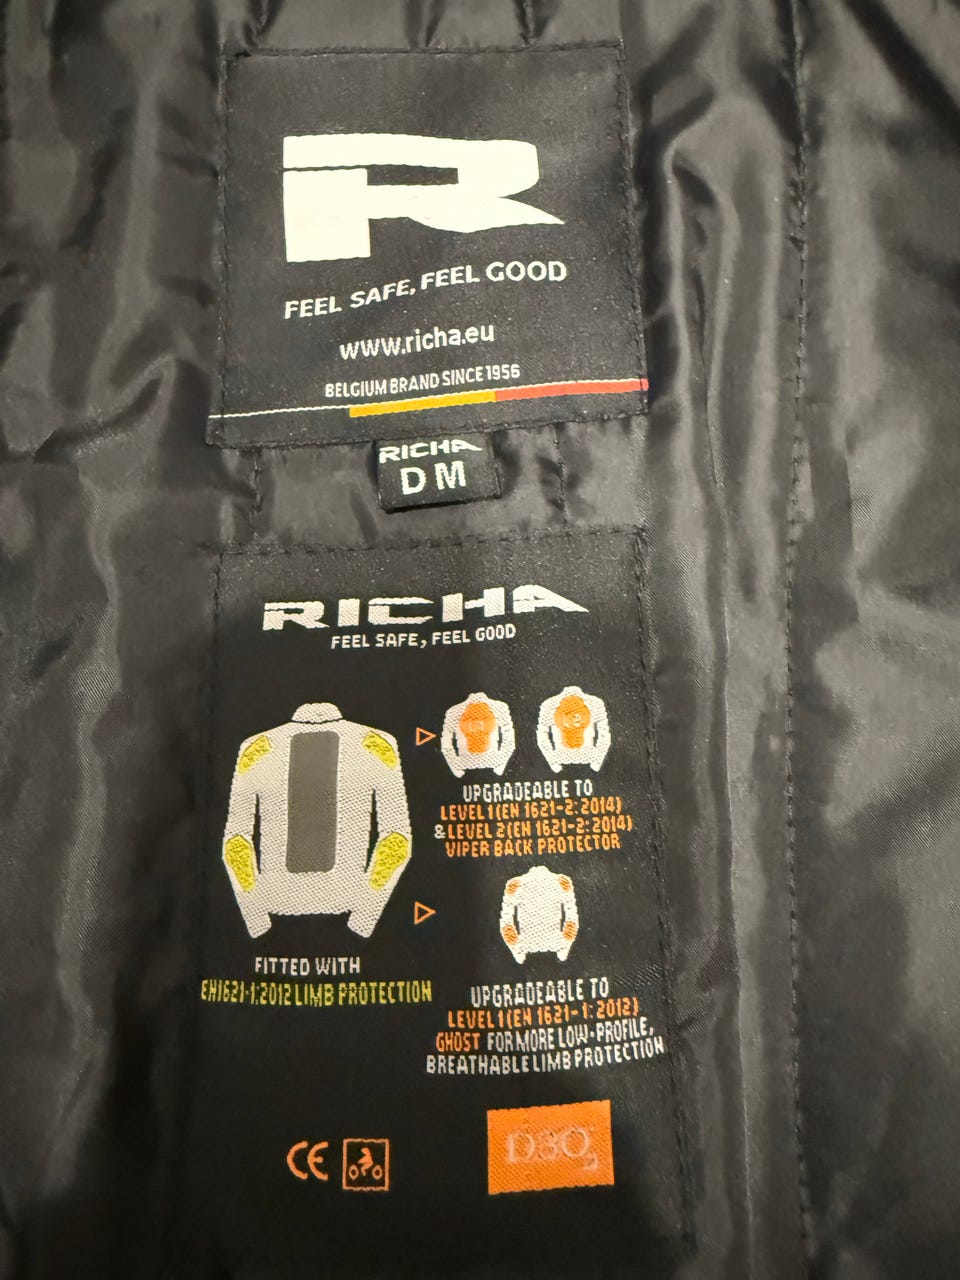 R
FEEL SAFE, FEEL GOOD
www.richa.eu
BELGIUM BRAND SINCE 1956
RICHA
D M
RICHA
FEEL SAFE, FEEL GOOD
L1 L2
UPGRADEABLE TO
LEVEL 1 (EN 1621-2: 2014)
& LEVEL 2 (EN 1621-2: 2014)
VIPER BACK PROTECTOR
FITTED WITH
EN1621-1:2012 LIMB PROTECTION
UPGRADEABLE TO
LEVEL 1 (EN 1621-1: 2012)
GHOST FOR MORE LOW-PROFILE,
BREATHABLE LIMB PROTECTION
CE
D3O